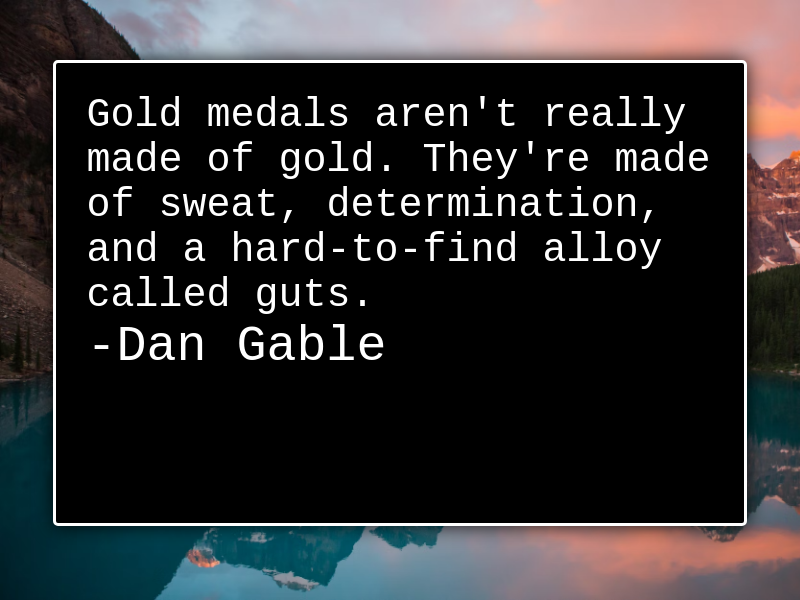 Gold medals aren't really
made of gold. They're made
of sweat, determination,
and a hard-to-find alloy
called guts.
-Dan Gable